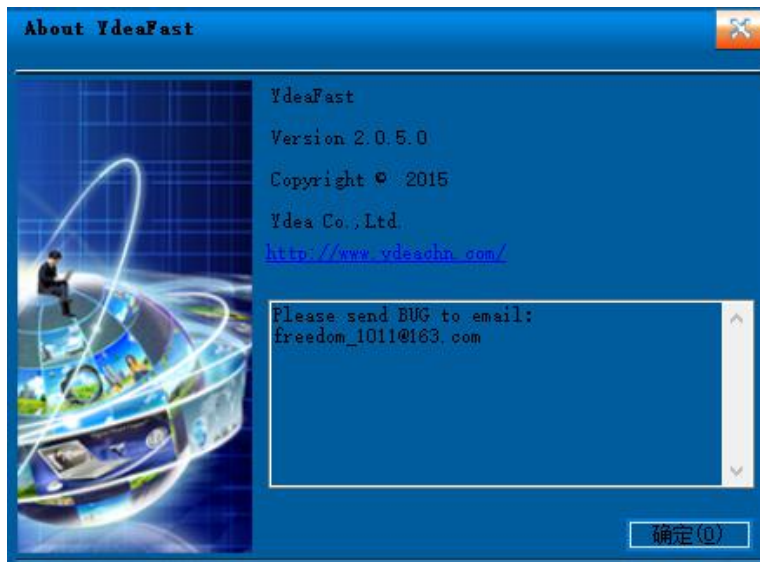 About YdeaFast
YdeaFast
Version 2.0.5.0
Copyright © 2015
Ydea Co.,Ltd.
http://www.ydeachn.com/
Please send BUG to email:
freedom_1011@163.com
确定(O)